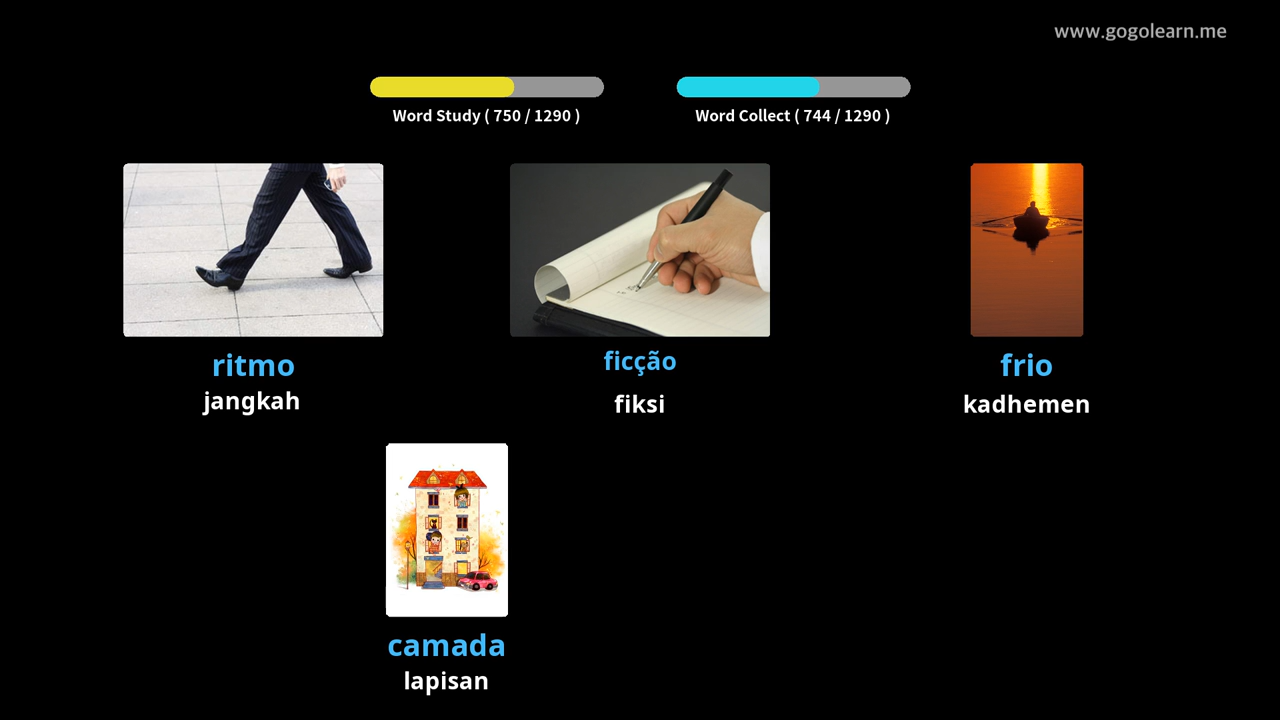 www.gogolearn.me
Word Study ( 750 / 1290 )
Word Collect ( 744 / 1290 )
ritmo
jangkah
ficção
fiksi
frio
kadhemen
camada
lapisan